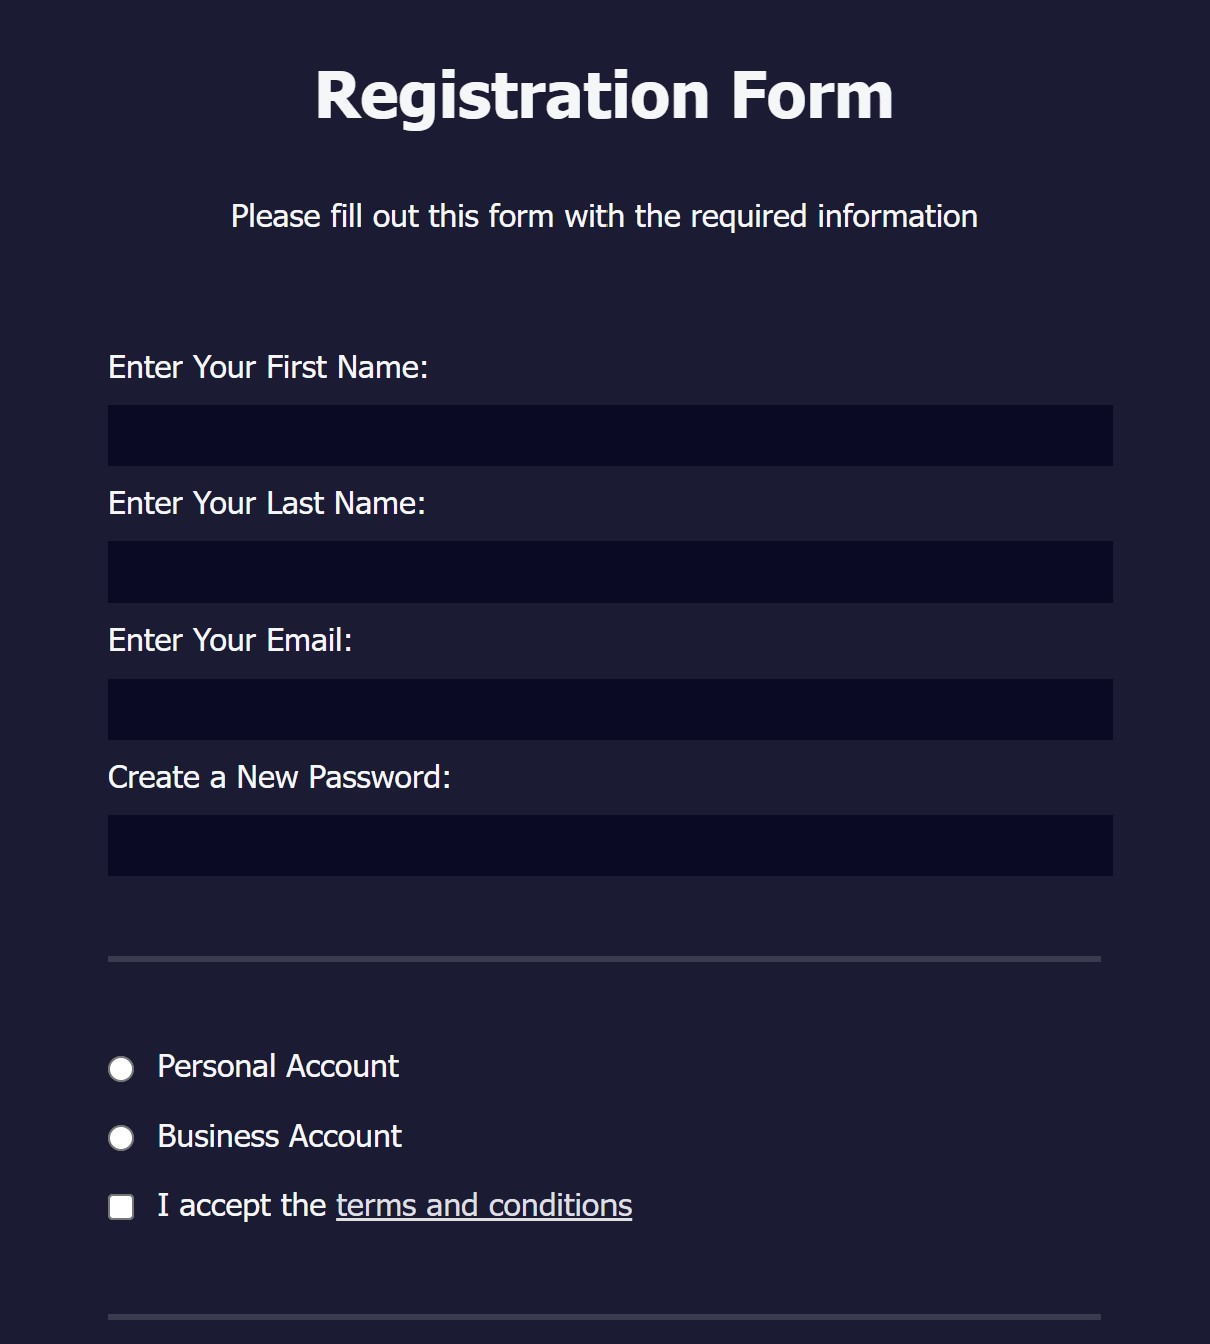 Registration Form
Please fill out this form with the required information
Enter Your First Name:
Enter Your Last Name:
Enter Your Email:
Create a New Password:
Personal Account
Business Account
I accept the terms and conditions